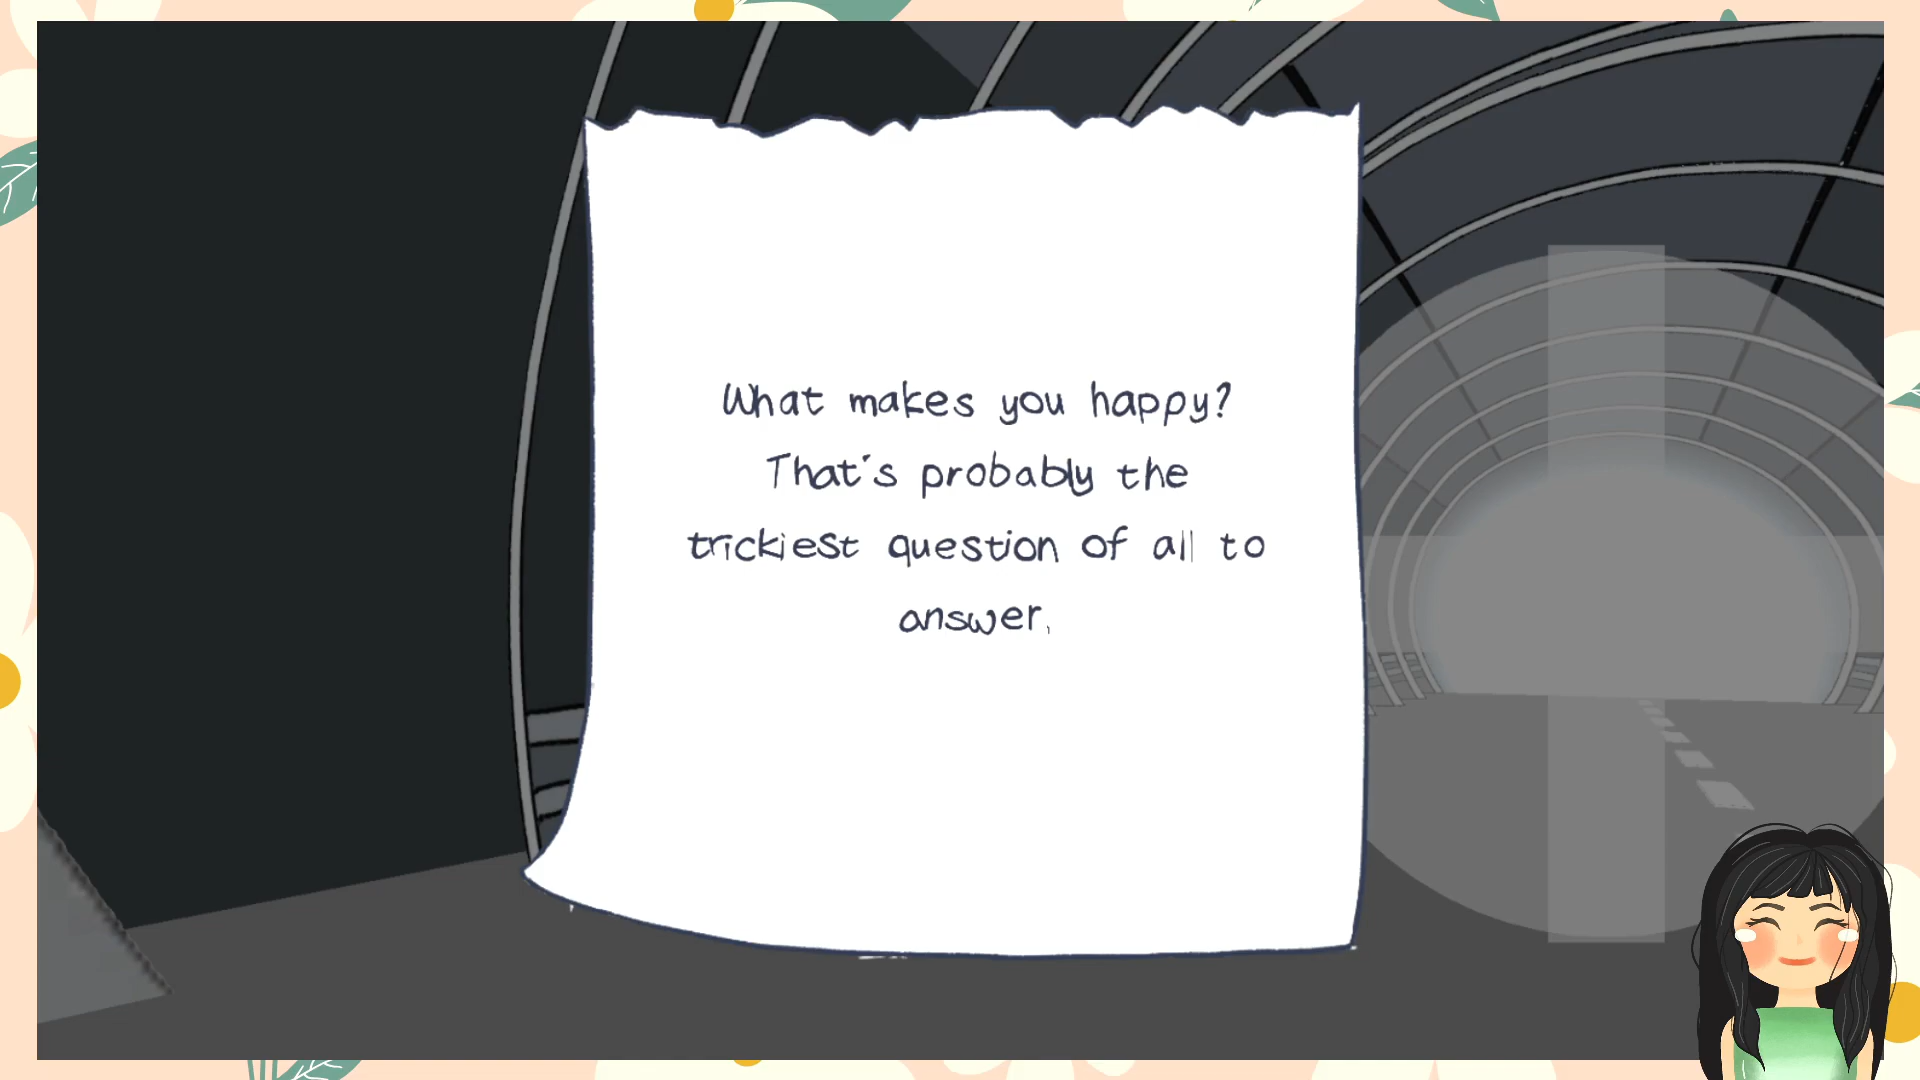 What makes you happy?
That's probably the
trickiest question of all to
answer.